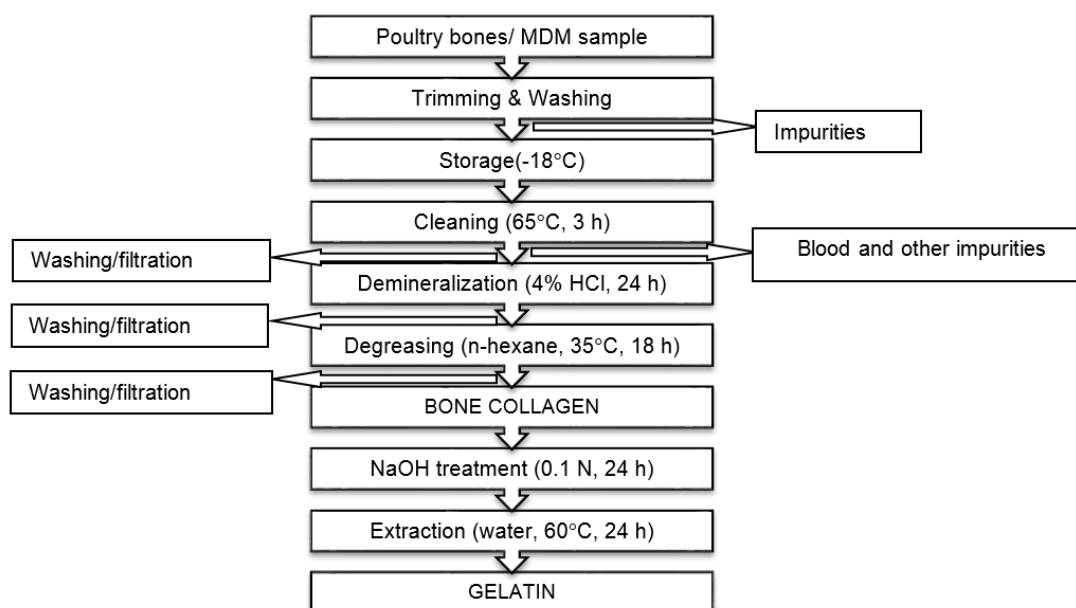 Poultry bones/ MDM sample
Trimming & Washing
Impurities
Storage(-18°C)
Cleaning (65°C, 3 h)
Washing/filtration
Blood and other impurities
Demineralization (4% HCl, 24 h)
Washing/filtration
Degreasing (n-hexane, 35°C, 18 h)
Washing/filtration
BONE COLLAGEN
NaOH treatment (0.1 N, 24 h)
Extraction (water, 60°C, 24 h)
GELATIN